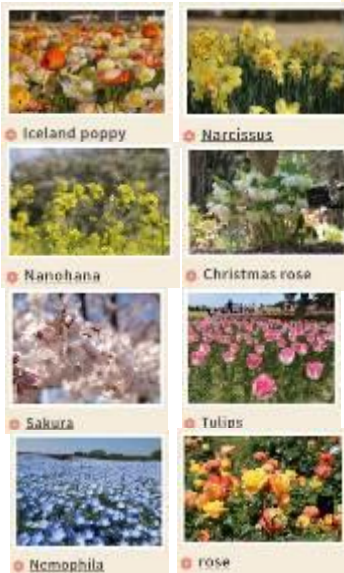 Iceland poppy
Narcissus
Nanohana
Christmas rose
Sakura
Tulips
Nemophila
rose